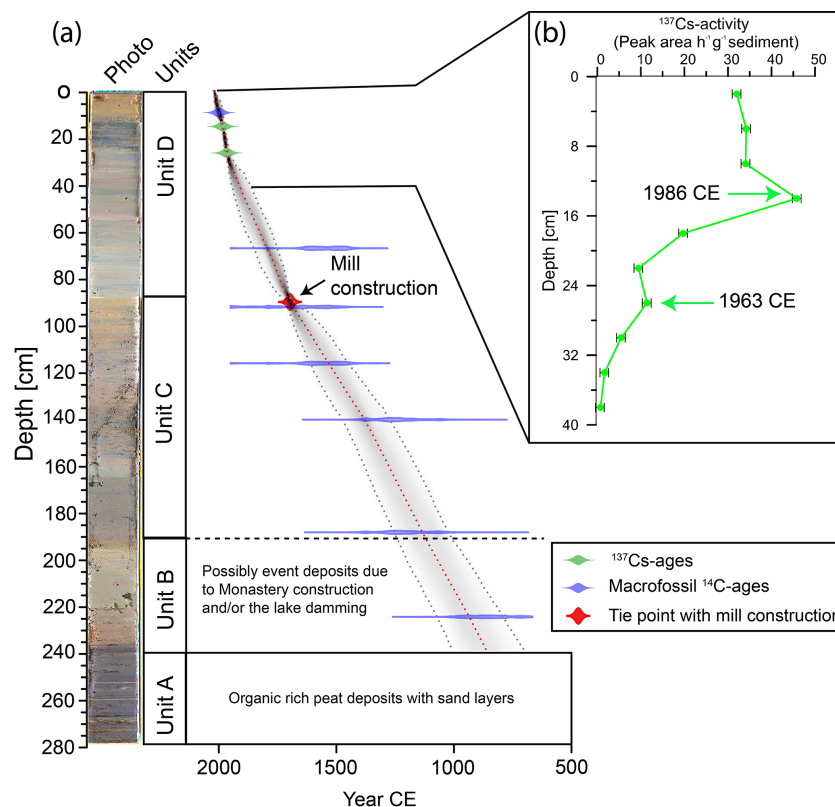 (a)
Photo
Units
0
20
40
60
80
100
120
140
160
180
200
220
240
260
280
Depth [cm]
Unit D
Unit C
Unit B
Unit A
Mill
construction
Possibly event deposits due
to Monastery construction
and/or the lake damming
Organic rich peat deposits with sand layers
2000 1500 1000 500
Year CE
(b)
¹³⁷Cs-activity
(Peak area h⁻¹ g⁻¹ sediment)
0 10 20 30 40 50
0
8
16
24
32
40
Depth [cm]
1986 CE
1963 CE
¹³⁷Cs-ages
Macrofossil ¹⁴C-ages
Tie point with mill construction